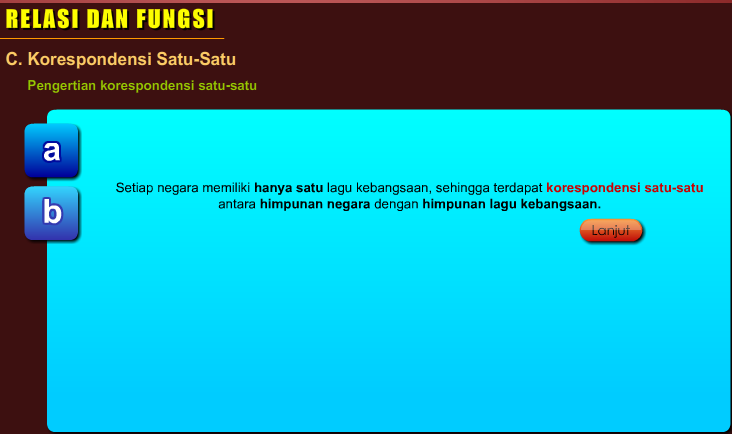 RELASI DAN FUNGSI
C. Korespondensi Satu-Satu
Pengertian korespondensi satu-satu
a
b
Setiap negara memiliki hanya satu lagu kebangsaan, sehingga terdapat korespondensi satu-satu
antara himpunan negara dengan himpunan lagu kebangsaan.
Lanjut